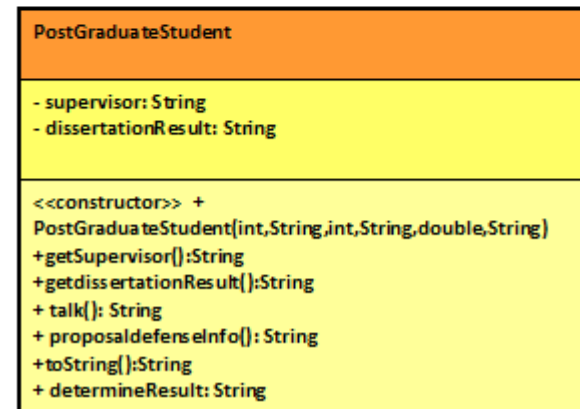 PostGraduateStudent
- supervisor: String
- dissertationResult: String
<<constructor>> +
PostGraduateStudent(int,String,int,String,double,String)
+getSupervisor():String
+getdissertationResult():String
+ talk(): String
+ proposaldefenseInfo(): String
+toString():String
+ determineResult: String